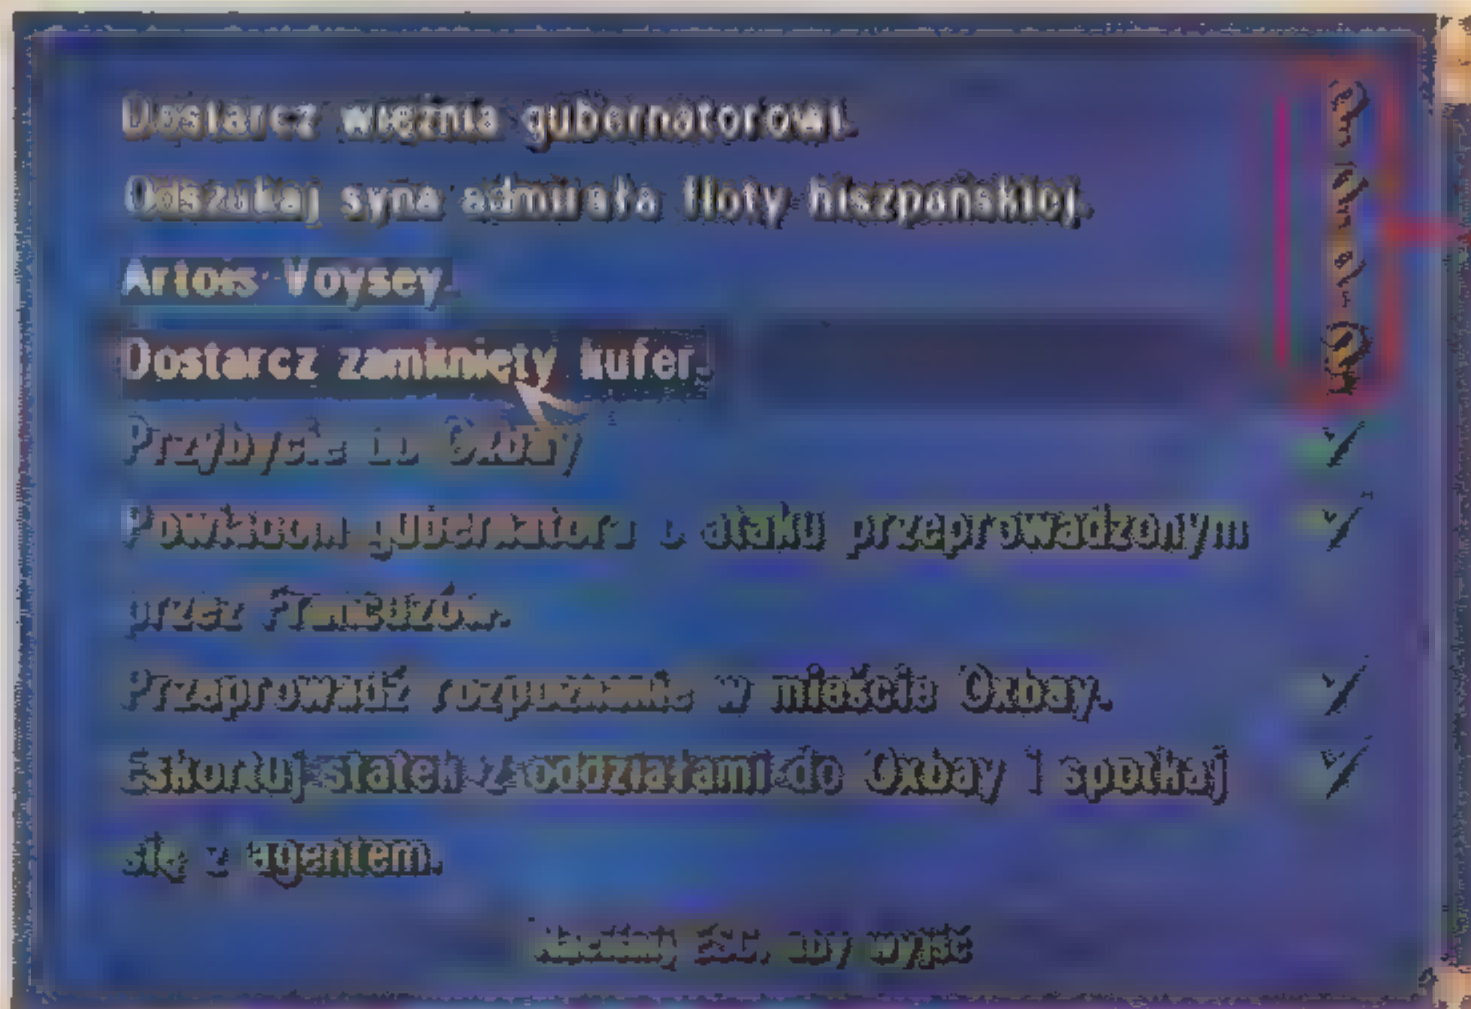 Dostarcz więźnia gubernatorowi.
Odszukaj syna admirała floty hiszpańskiej.
Artois Voysey.
Dostarcz zamknięty kufer.
Przybycie do Oxbay
Powiadom gubernatora o ataku przeprowadzonym
przez Francuzów.
Przeprowadź rozpoznanie w mieście Oxbay.
Eskortuj statek z oddziałami do Oxbay i spotkaj
się z agentem.
Naciśnij ESC, aby wyjść